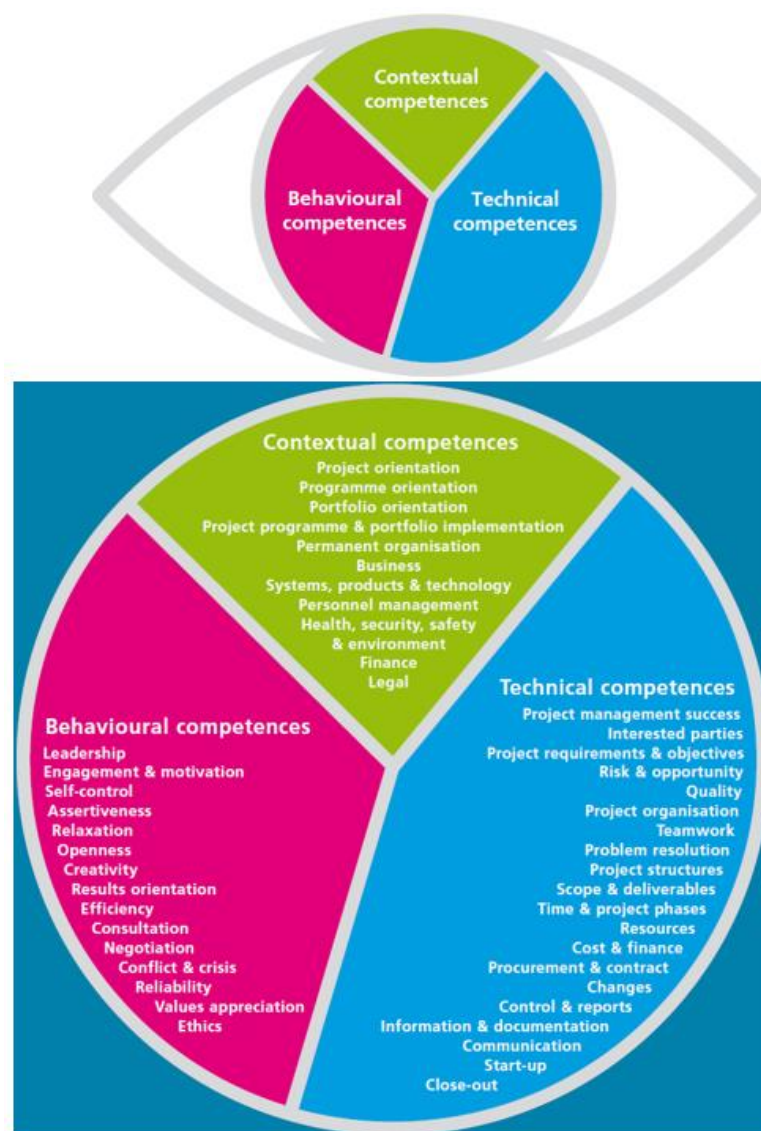 Contextual
competences
Behavioural
competences
Technical
competences
Contextual competences
Project orientation
Programme orientation
Portfolio orientation
Project programme & portfolio implementation
Permanent organisation
Business
Systems, products & technology
Personnel management
Health, security, safety
& environment
Finance
Legal
Behavioural competences
Leadership
Engagement & motivation
Self-control
Assertiveness
Relaxation
Openness
Creativity
Results orientation
Efficiency
Consultation
Negotiation
Conflict & crisis
Reliability
Values appreciation
Ethics
Technical competences
Project management success
Interested parties
Project requirements & objectives
Risk & opportunity
Quality
Project organisation
Teamwork
Problem resolution
Project structures
Scope & deliverables
Time & project phases
Resources
Cost & finance
Procurement & contract
Changes
Control & reports
Information & documentation
Communication
Start-up
Close-out